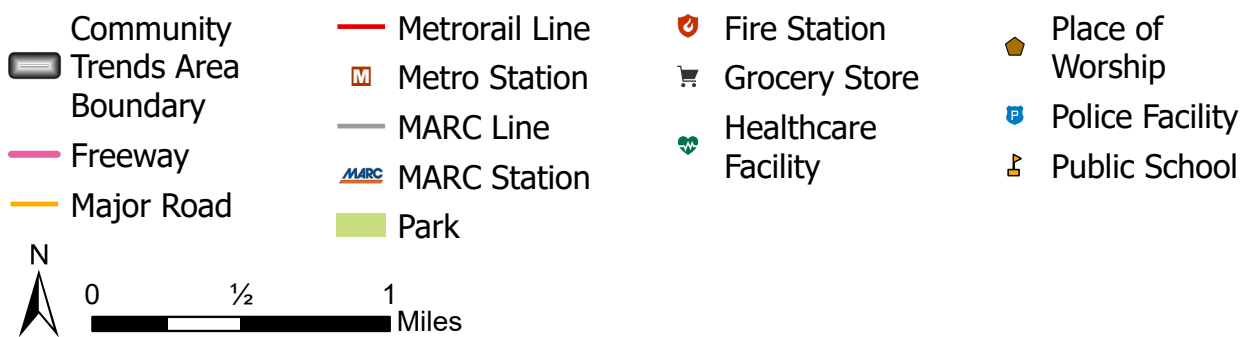 Community
Trends Area
Boundary
Freeway
Major Road
Metrorail Line
M
Metro Station
MARC Line
MARC
MARC Station
Park
Fire Station
Grocery Store
Healthcare
Facility
Place of
Worship
P
Police Facility
Public School
N
0 ½ 1
Miles